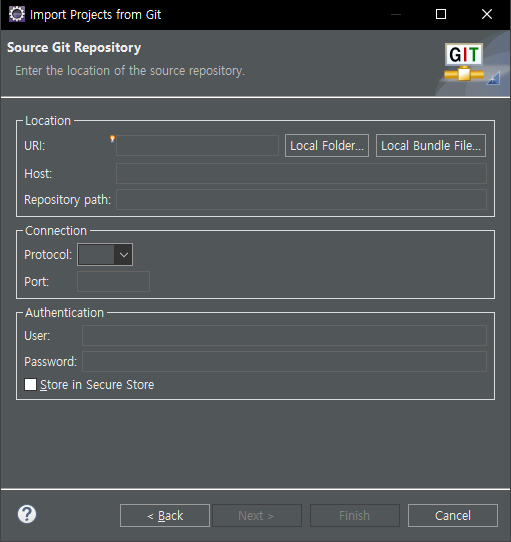 Import Projects from Git
Source Git Repository
Enter the location of the source repository.
GIT
Location
URI:
Local Folder...
Local Bundle File...
Host:
Repository path:
Connection
Protocol:
Port:
Authentication
User:
Password:
Store in Secure Store
?
< Back
Next >
Finish
Cancel